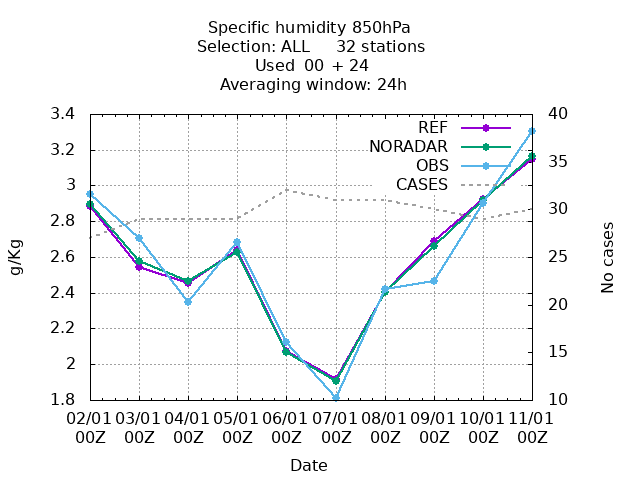 Specific humidity 850hPa
Selection: ALL 32 stations
Used 00 + 24
Averaging window: 24h
3.4
3.2
3
2.8
2.6
2.4
2.2
2
1.8
g/Kg
REF
NORADAR
OBS
CASES
40
35
30
25
20
15
10
No cases
02/01 03/01 04/01 05/01 06/01 07/01 08/01 09/01 10/01 11/01
00Z 00Z 00Z 00Z 00Z 00Z 00Z 00Z 00Z 00Z
Date